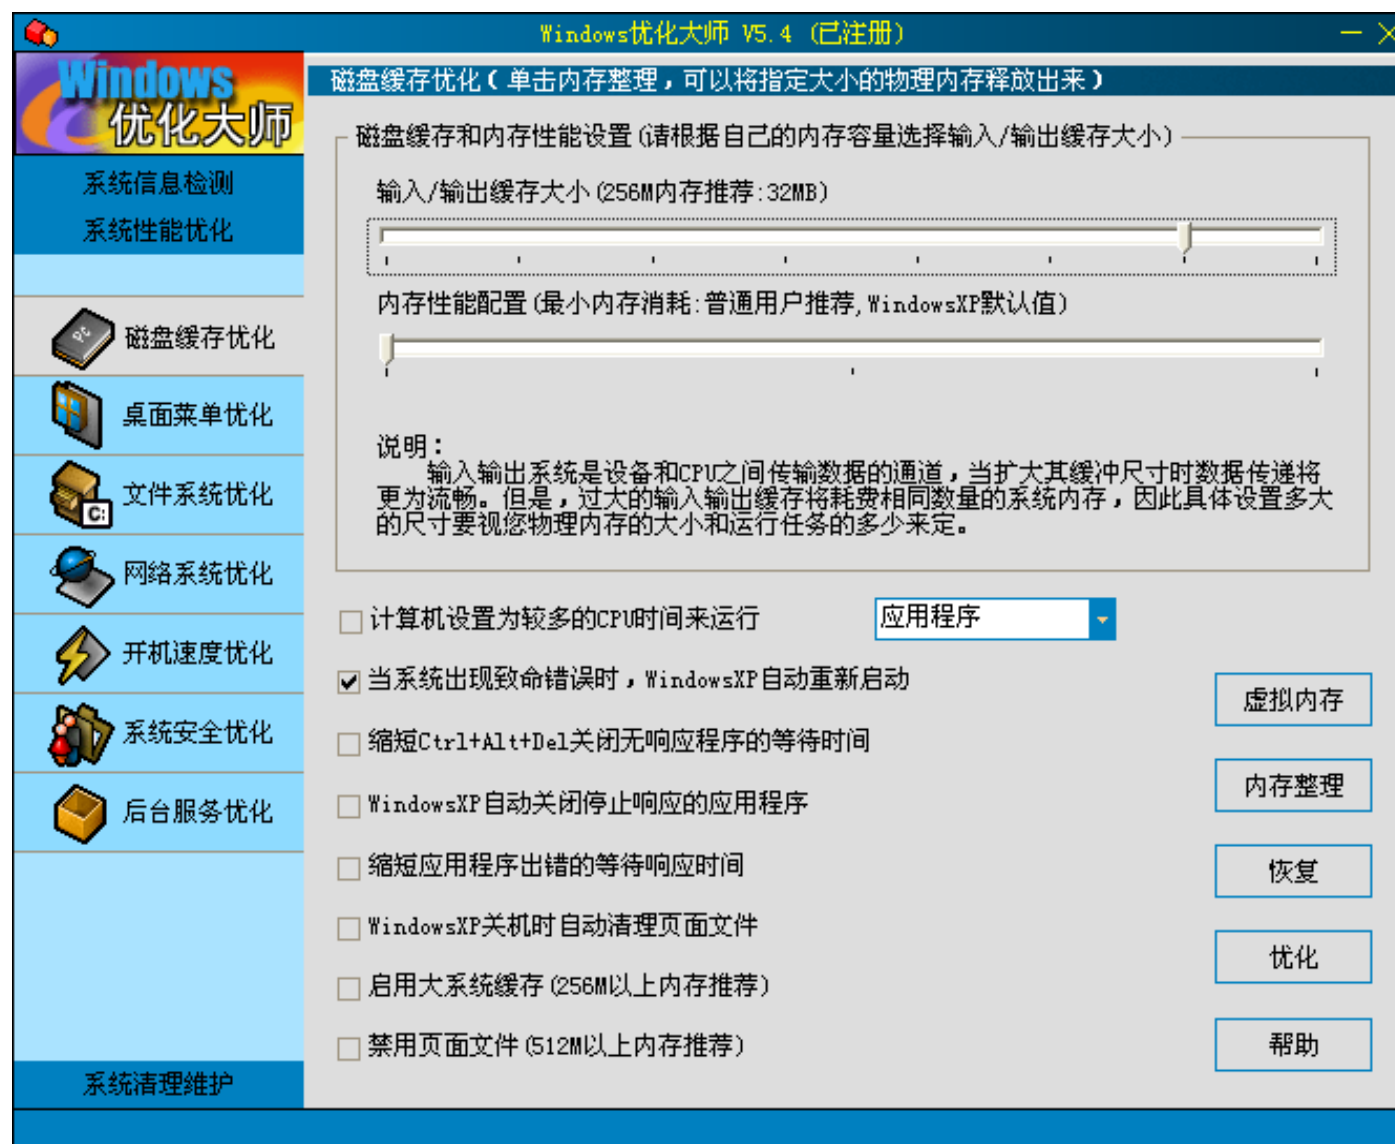 Windows优化大师 V5.4 (已注册)
Windows
优化大师
磁盘缓存优化(单击内存整理,可以将指定大小的物理内存释放出来)
系统信息检测
系统性能优化
磁盘缓存优化
桌面菜单优化
文件系统优化
C:
网络系统优化
开机速度优化
系统安全优化
后台服务优化
系统清理维护
磁盘缓存和内存性能设置(请根据自己的内存容量选择输入/输出缓存大小)
输入/输出缓存大小(256M内存推荐:32MB)
内存性能配置(最小内存消耗:普通用户推荐,WindowsXP默认值)
说明:
输入输出系统是设备和CPU之间传输数据的通道,当扩大其缓冲尺寸时数据传递将
更为流畅。但是,过大的输入输出缓存将耗费相同数量的系统内存,因此具体设置多大
的尺寸要视您物理内存的大小和运行任务的多少来定。
计算机设置为较多的CPU时间来运行
应用程序
当系统出现致命错误时,WindowsXP自动重新启动
缩短Ctrl+Alt+Del关闭无响应程序的等待时间
WindowsXP自动关闭停止响应的应用程序
缩短应用程序出错的等待响应时间
WindowsXP关机时自动清理页面文件
启用大系统缓存(256M以上内存推荐)
禁用页面文件(512M以上内存推荐)
虚拟内存
内存整理
恢复
优化
帮助
PC